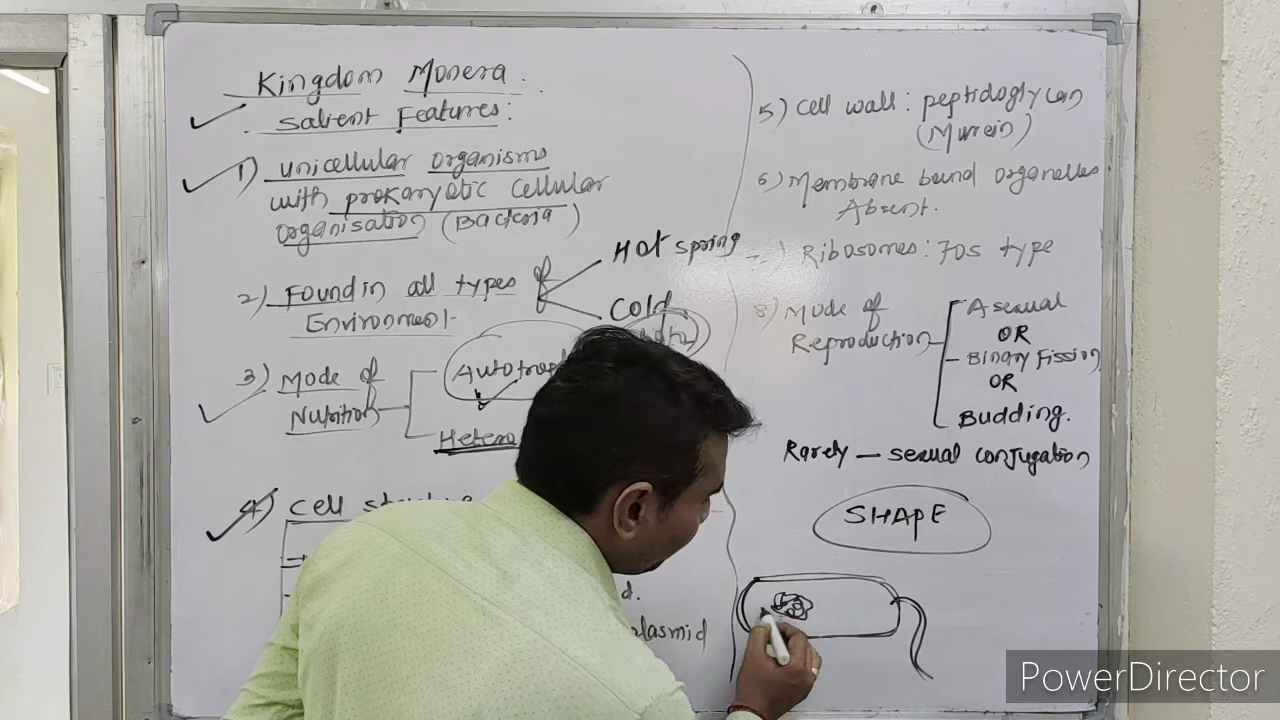 Kingdom Monera.
Salient Features:
1) Unicellular organisms
with prokaryotic cellular
organisation (Bacteria)
2) Found in all types of
Environment
Hot spring
Cold
3) Mode of
Nutrition
Autotrop
Hetero
4) Cell
d.
plasmid
5) Cell wall: peptidoglycan
(Murein)
6) Membrane bound organelles
Absent.
) Ribosomes: 70s type
8) Mode of
Reproduction
Asexual
OR
Binary Fission
OR
Budding.
Rarely — sexual conjugation
SHAPE
PowerDirector